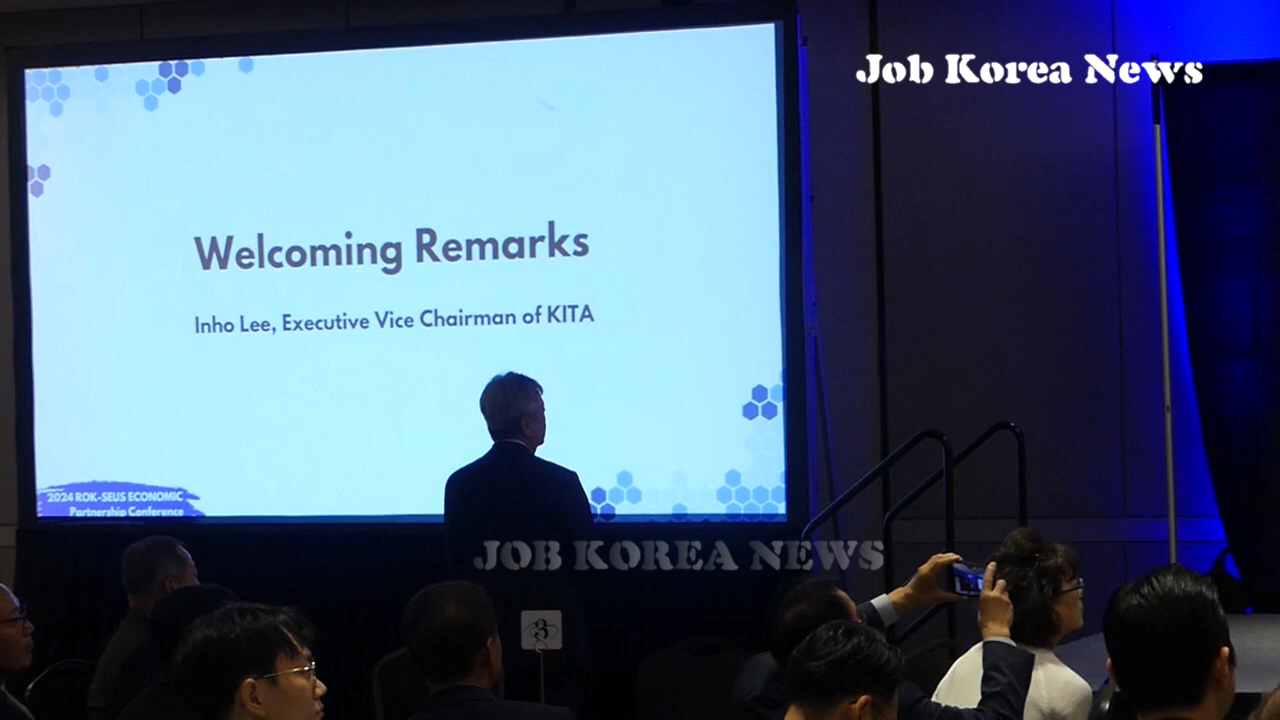 Job Korea News
Welcoming Remarks
Inho Lee, Executive Vice Chairman of KITA
2024 ROK-SEUS ECONOMIC
Partnership Conference
JOB KOREA NEWS
3